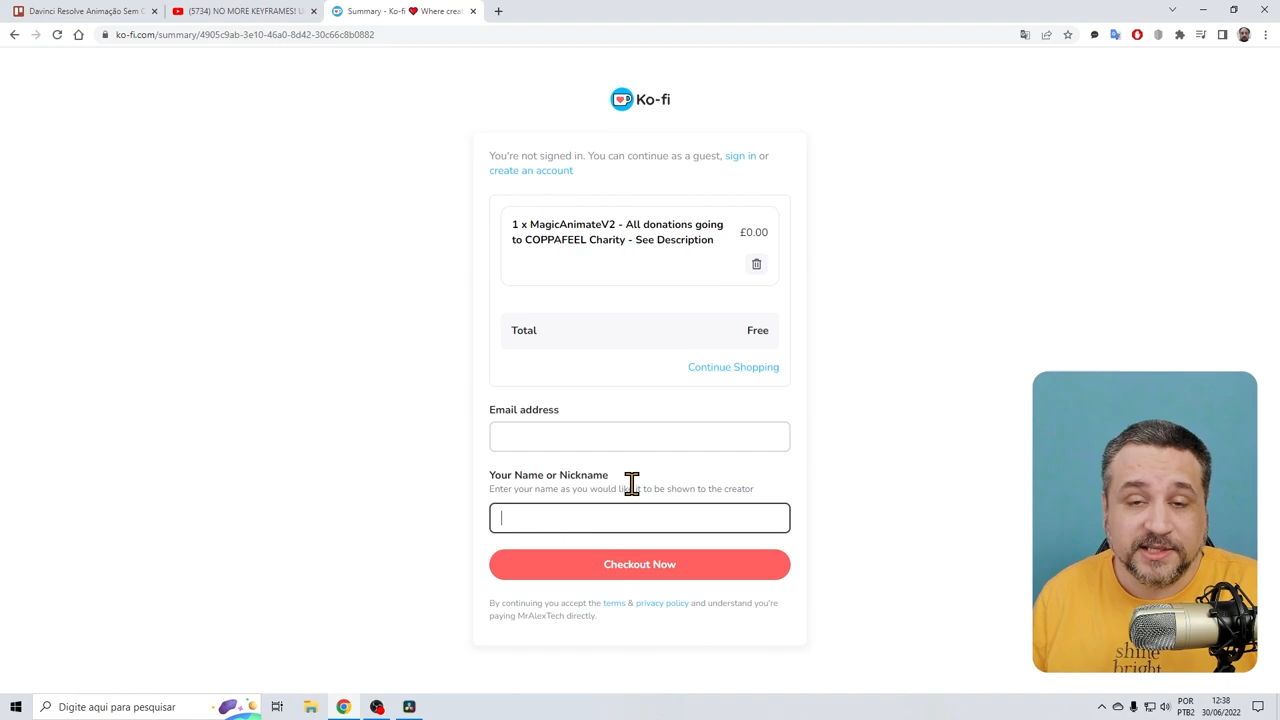 Davinci Resolve Animação Sem C
(5734) NO MORE KEYFRAMES! U
Summary - Ko-fi ❤ Where crea
ko-fi.com/summary/4905c9ab-3e10-46a0-8d42-30c66c8b0882
Ko-fi
You're not signed in. You can continue as a guest, sign in or
create an account
1 x MagicAnimateV2 - All donations going
to COPPAFEEL Charity - See Description
£0.00
Total
Free
Continue Shopping
Email address
Your Name or Nickname
Enter your name as you would like it to be shown to the creator
Checkout Now
By continuing you accept the terms & privacy policy and understand you're
paying MrAlexTech directly.
shine
bright
Digite aqui para pesquisar
POR
PTB2
12:38
30/06/2022